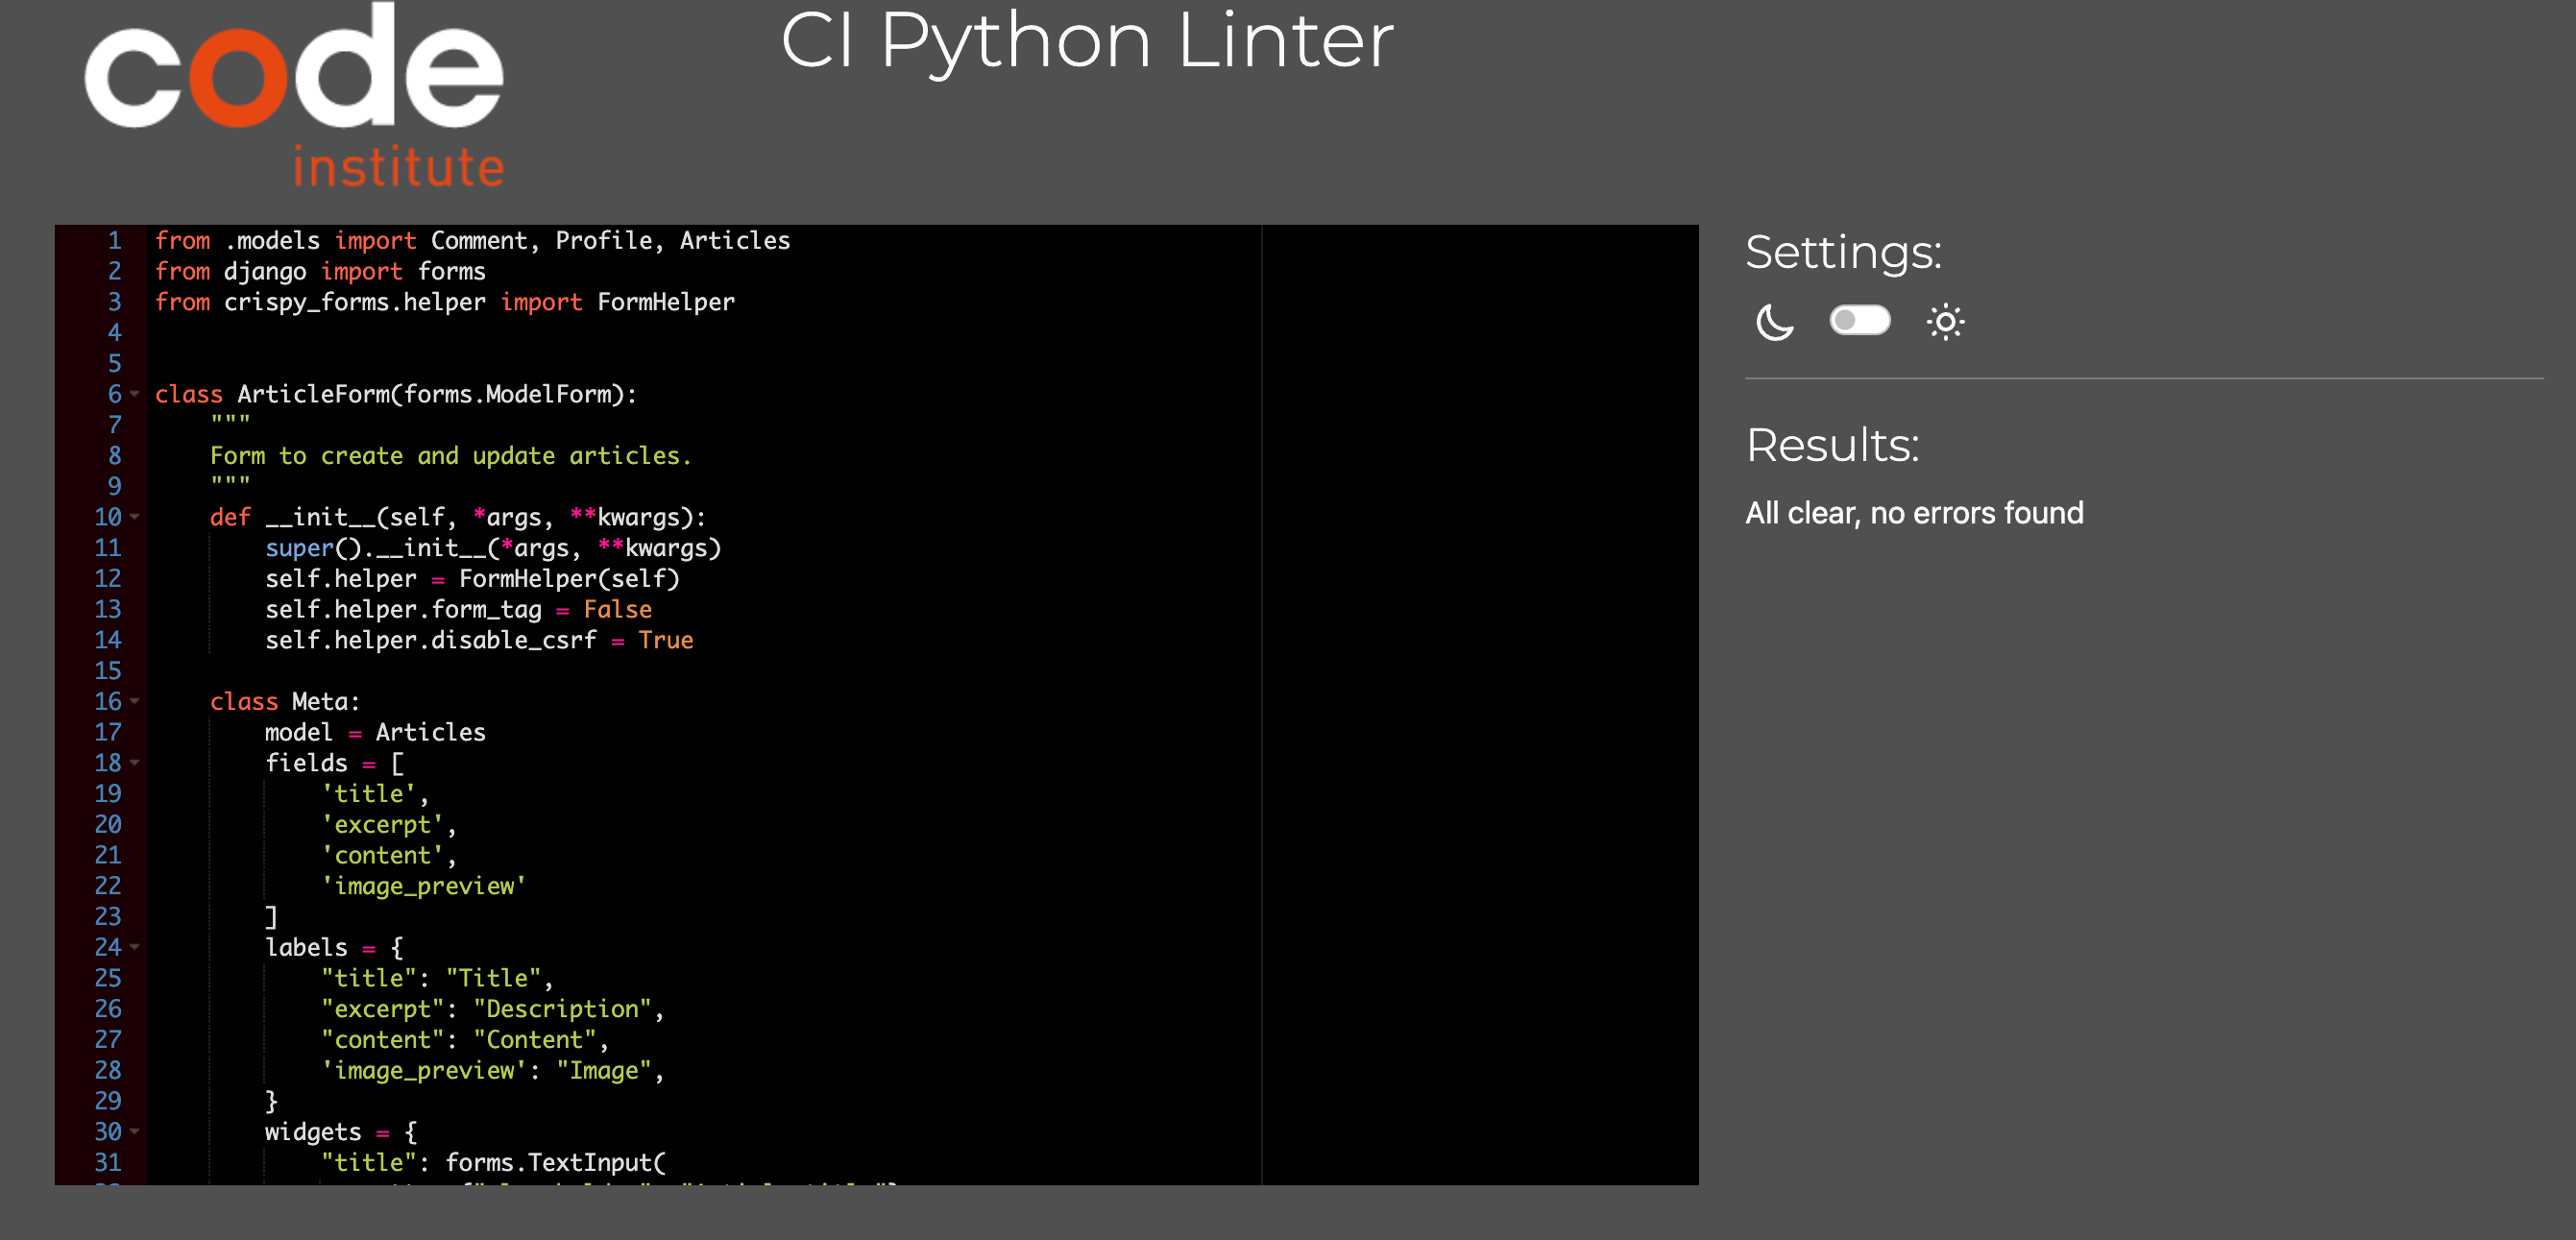 code
institute
CI Python Linter
1 from .models import Comment, Profile, Articles
2 from django import forms
3 from crispy_forms.helper import FormHelper
4
5
6 class ArticleForm(forms.ModelForm):
7     """
8     Form to create and update articles.
9     """
10     def __init__(self, *args, **kwargs):
11         super().__init__(*args, **kwargs)
12         self.helper = FormHelper(self)
13         self.helper.form_tag = False
14         self.helper.disable_csrf = True
15
16     class Meta:
17         model = Articles
18         fields = [
19             'title',
20             'excerpt',
21             'content',
22             'image_preview'
23         ]
24         labels = {
25             "title": "Title",
26             "excerpt": "Description",
27             "content": "Content",
28             'image_preview': "Image",
29         }
30         widgets = {
31             "title": forms.TextInput(
Settings:
Results:
All clear, no errors found